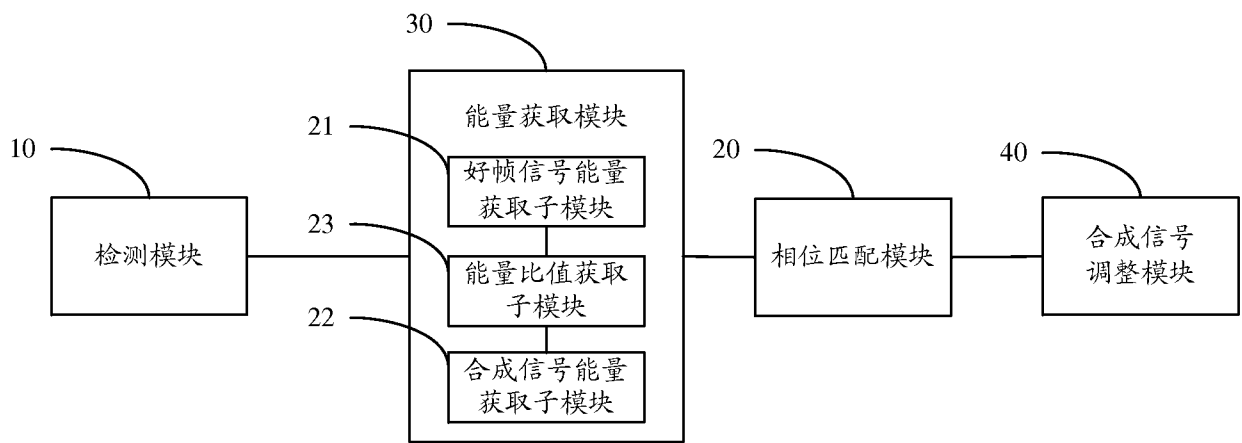 30
能量获取模块
21
好帧信号能量
获取子模块
10
检测模块
23
能量比值获取
子模块
22
合成信号能量
获取子模块
20
相位匹配模块
40
合成信号
调整模块